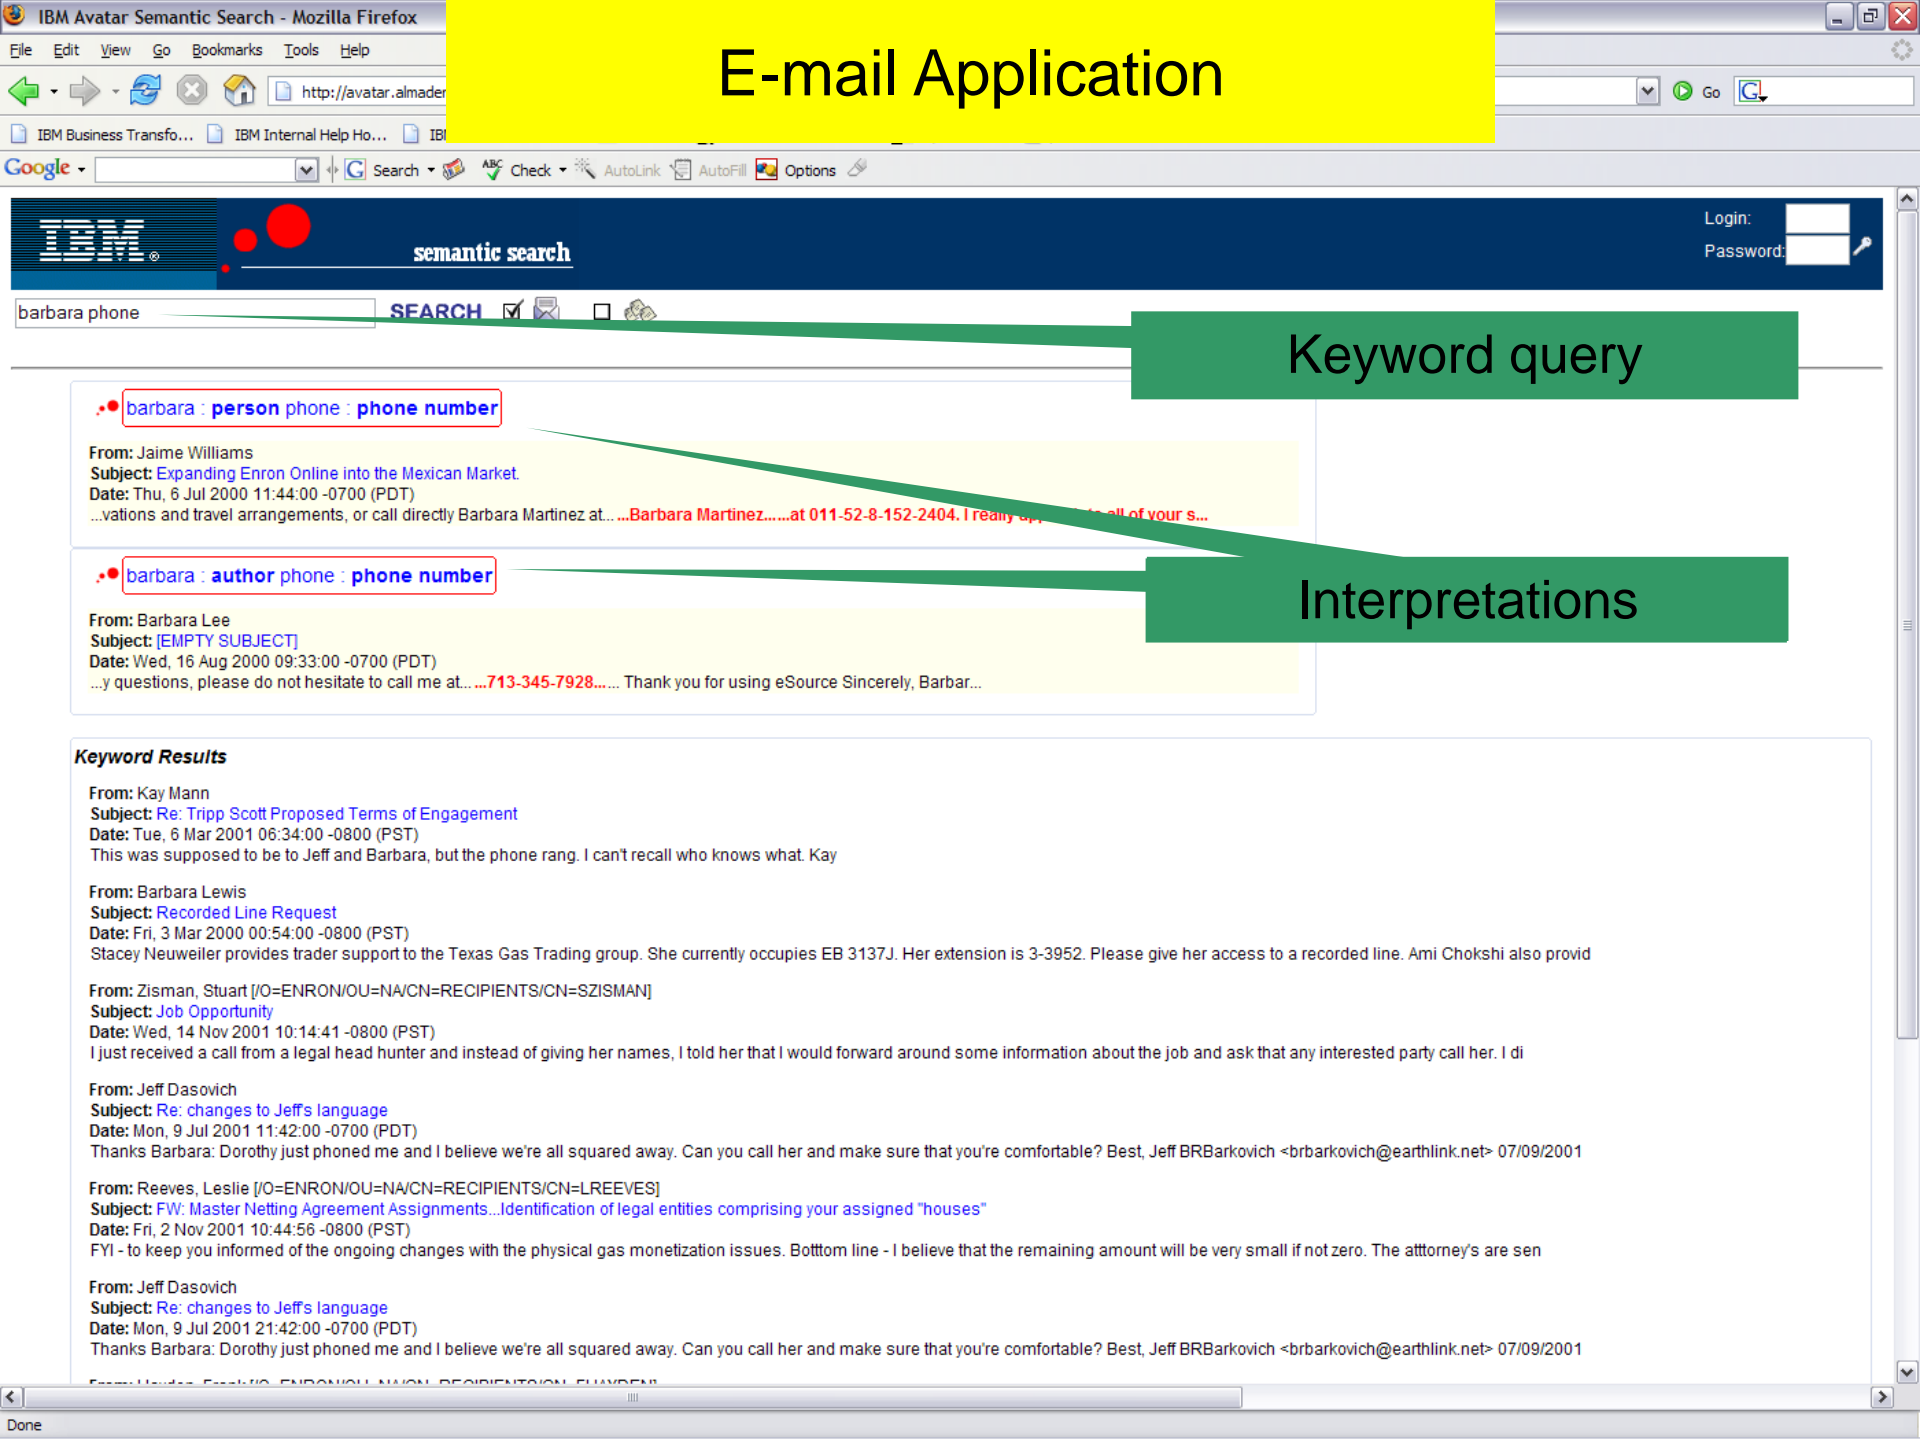 IBM Avatar Semantic Search - Mozilla Firefox
E-mail Application
File Edit View Go Bookmarks Tools Help
http://avatar.almaden
Go
IBM Business Transfo... IBM Internal Help Ho...
Google Search Check AutoLink AutoFill Options
IBM® semantic search
Login:
Password:
barbara phone SEARCH
Keyword query
barbara : person phone : phone number
From: Jaime Williams
Subject: Expanding Enron Online into the Mexican Market.
Date: Thu, 6 Jul 2000 11:44:00 -0700 (PDT)
...vations and travel arrangements, or call directly Barbara Martinez at... ...Barbara Martinez......at 011-52-8-152-2404. I really all of your s...
barbara : author phone : phone number
Interpretations
From: Barbara Lee
Subject: [EMPTY SUBJECT]
Date: Wed, 16 Aug 2000 09:33:00 -0700 (PDT)
...y questions, please do not hesitate to call me at... ...713-345-7928...... Thank you for using eSource Sincerely, Barbar...
Keyword Results
From: Kay Mann
Subject: Re: Tripp Scott Proposed Terms of Engagement
Date: Tue, 6 Mar 2001 06:34:00 -0800 (PST)
This was supposed to be to Jeff and Barbara, but the phone rang. I can't recall who knows what. Kay
From: Barbara Lewis
Subject: Recorded Line Request
Date: Fri, 3 Mar 2000 00:54:00 -0800 (PST)
Stacey Neuweiler provides trader support to the Texas Gas Trading group. She currently occupies EB 3137J. Her extension is 3-3952. Please give her access to a recorded line. Ami Chokshi also provid
From: Zisman, Stuart [/O=ENRON/OU=NA/CN=RECIPIENTS/CN=SZISMAN]
Subject: Job Opportunity
Date: Wed, 14 Nov 2001 10:14:41 -0800 (PST)
I just received a call from a legal head hunter and instead of giving her names, I told her that I would forward around some information about the job and ask that any interested party call her. I di
From: Jeff Dasovich
Subject: Re: changes to Jeff's language
Date: Mon, 9 Jul 2001 11:42:00 -0700 (PDT)
Thanks Barbara: Dorothy just phoned me and I believe we're all squared away. Can you call her and make sure that you're comfortable? Best, Jeff BRBarkovich <brbarkovich@earthlink.net> 07/09/2001
From: Reeves, Leslie [/O=ENRON/OU=NA/CN=RECIPIENTS/CN=LREEVES]
Subject: FW: Master Netting Agreement Assignments...Identification of legal entities comprising your assigned "houses"
Date: Fri, 2 Nov 2001 10:44:56 -0800 (PST)
FYI - to keep you informed of the ongoing changes with the physical gas monetization issues. Botttom line - I believe that the remaining amount will be very small if not zero. The atttorney's are sen
From: Jeff Dasovich
Subject: Re: changes to Jeff's language
Date: Mon, 9 Jul 2001 21:42:00 -0700 (PDT)
Thanks Barbara: Dorothy just phoned me and I believe we're all squared away. Can you call her and make sure that you're comfortable? Best, Jeff BRBarkovich <brbarkovich@earthlink.net> 07/09/2001
Done